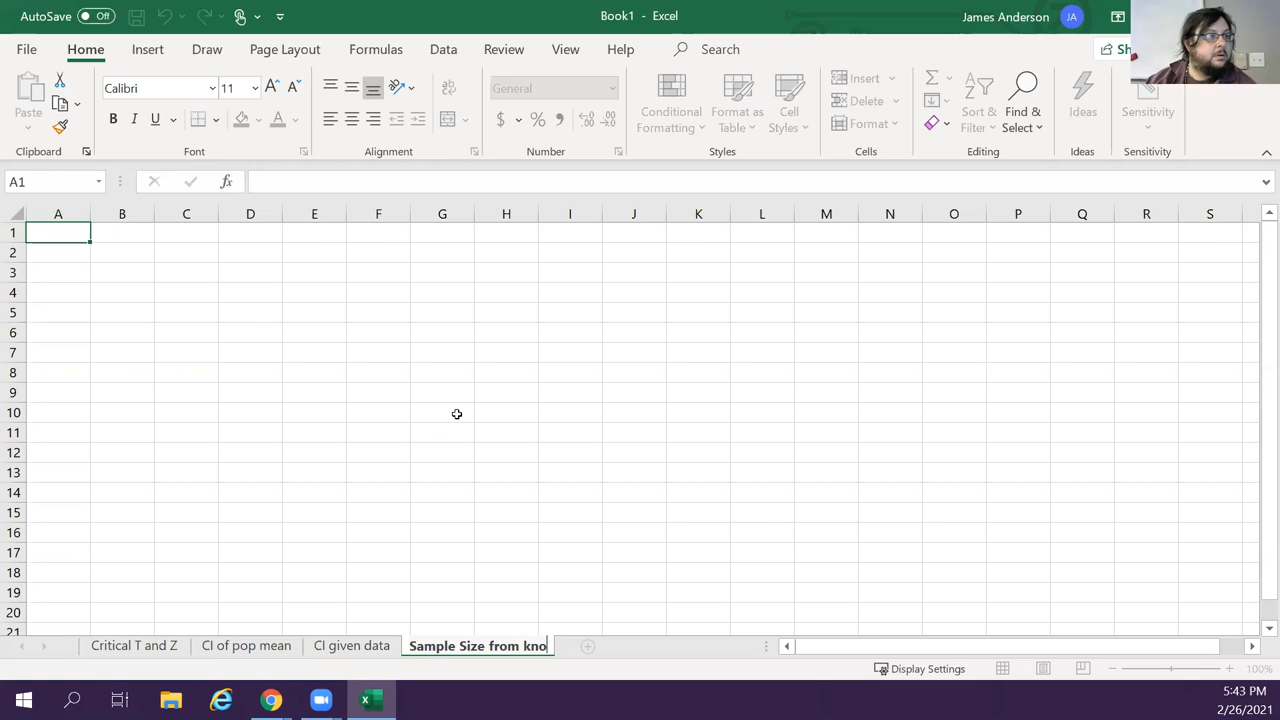 AutoSave Off Book1 - Excel James Anderson JA
File Home Insert Draw Page Layout Formulas Data Review View Help Search Sh
Paste Calibri 11 General Conditional Formatting Format as Table Cell Styles Insert Delete Format Sort & Filter Find & Select Ideas Sensitivity
Clipboard Font Alignment Number Styles Cells Editing Ideas Sensitivity
A1 fx
A B C D E F G H I J K L M N O P Q R S
1
2
3
4
5
6
7
8
9
10
11
12
13
14
15
16
17
18
19
20
21
Critical T and Z CI of pop mean CI given data Sample Size from kno
Display Settings 100%
5:43 PM
2/26/2021